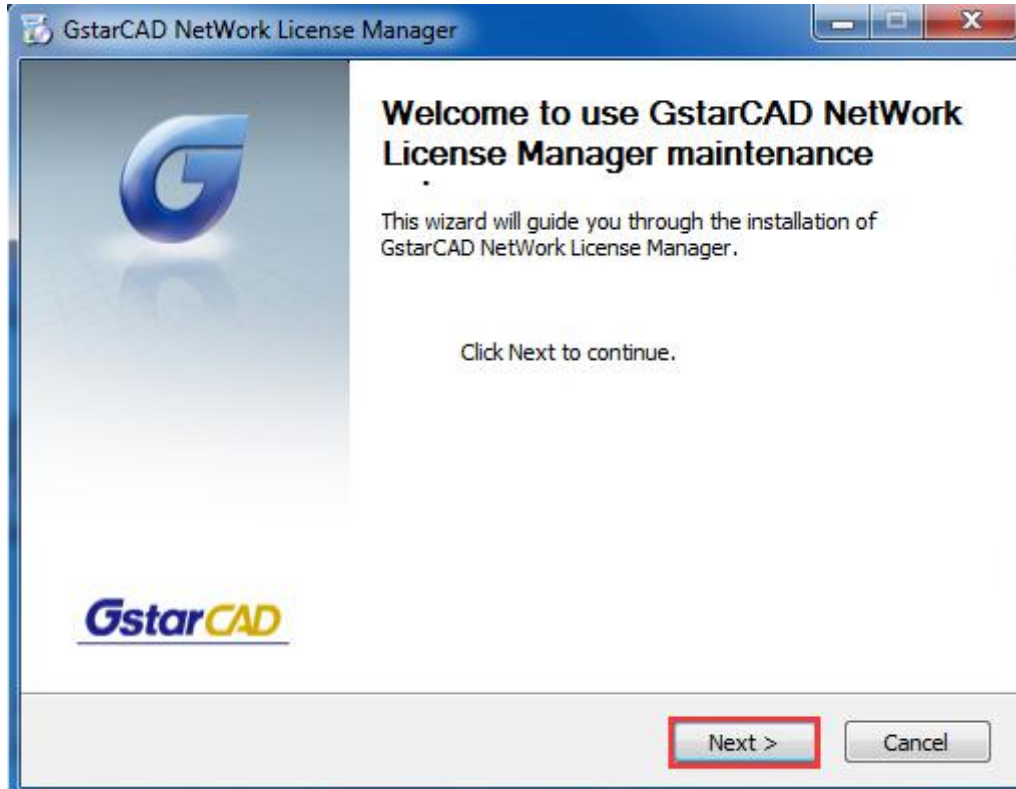 GstarCAD NetWork License Manager
Welcome to use GstarCAD NetWork
License Manager maintenance
This wizard will guide you through the installation of
GstarCAD NetWork License Manager.
Click Next to continue.
GstarCAD
Next >
Cancel